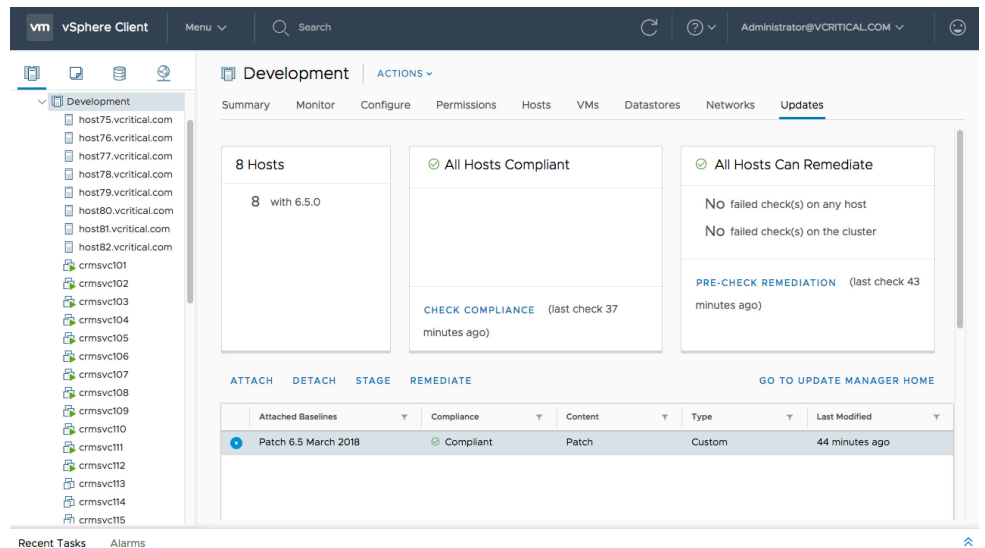 vm vSphere Client Menu Search Administrator@VCRITICAL.COM
Development
host75.vcritical.com
host76.vcritical.com
host77.vcritical.com
host78.vcritical.com
host79.vcritical.com
host80.vcritical.com
host81.vcritical.com
host82.vcritical.com
crmsvc101
crmsvc102
crmsvc103
crmsvc104
crmsvc105
crmsvc106
crmsvc107
crmsvc108
crmsvc109
crmsvc110
crmsvc111
crmsvc112
crmsvc113
crmsvc114
crmsvc115
Development ACTIONS
Summary Monitor Configure Permissions Hosts VMs Datastores Networks Updates
8 Hosts
8 with 6.5.0
All Hosts Compliant
CHECK COMPLIANCE (last check 37
minutes ago)
All Hosts Can Remediate
No failed check(s) on any host
No failed check(s) on the cluster
PRE-CHECK REMEDIATION (last check 43
minutes ago)
ATTACH DETACH STAGE REMEDIATE GO TO UPDATE MANAGER HOME
Attached Baselines Compliance Content Type Last Modified
Patch 6.5 March 2018 Compliant Patch Custom 44 minutes ago
Recent Tasks Alarms